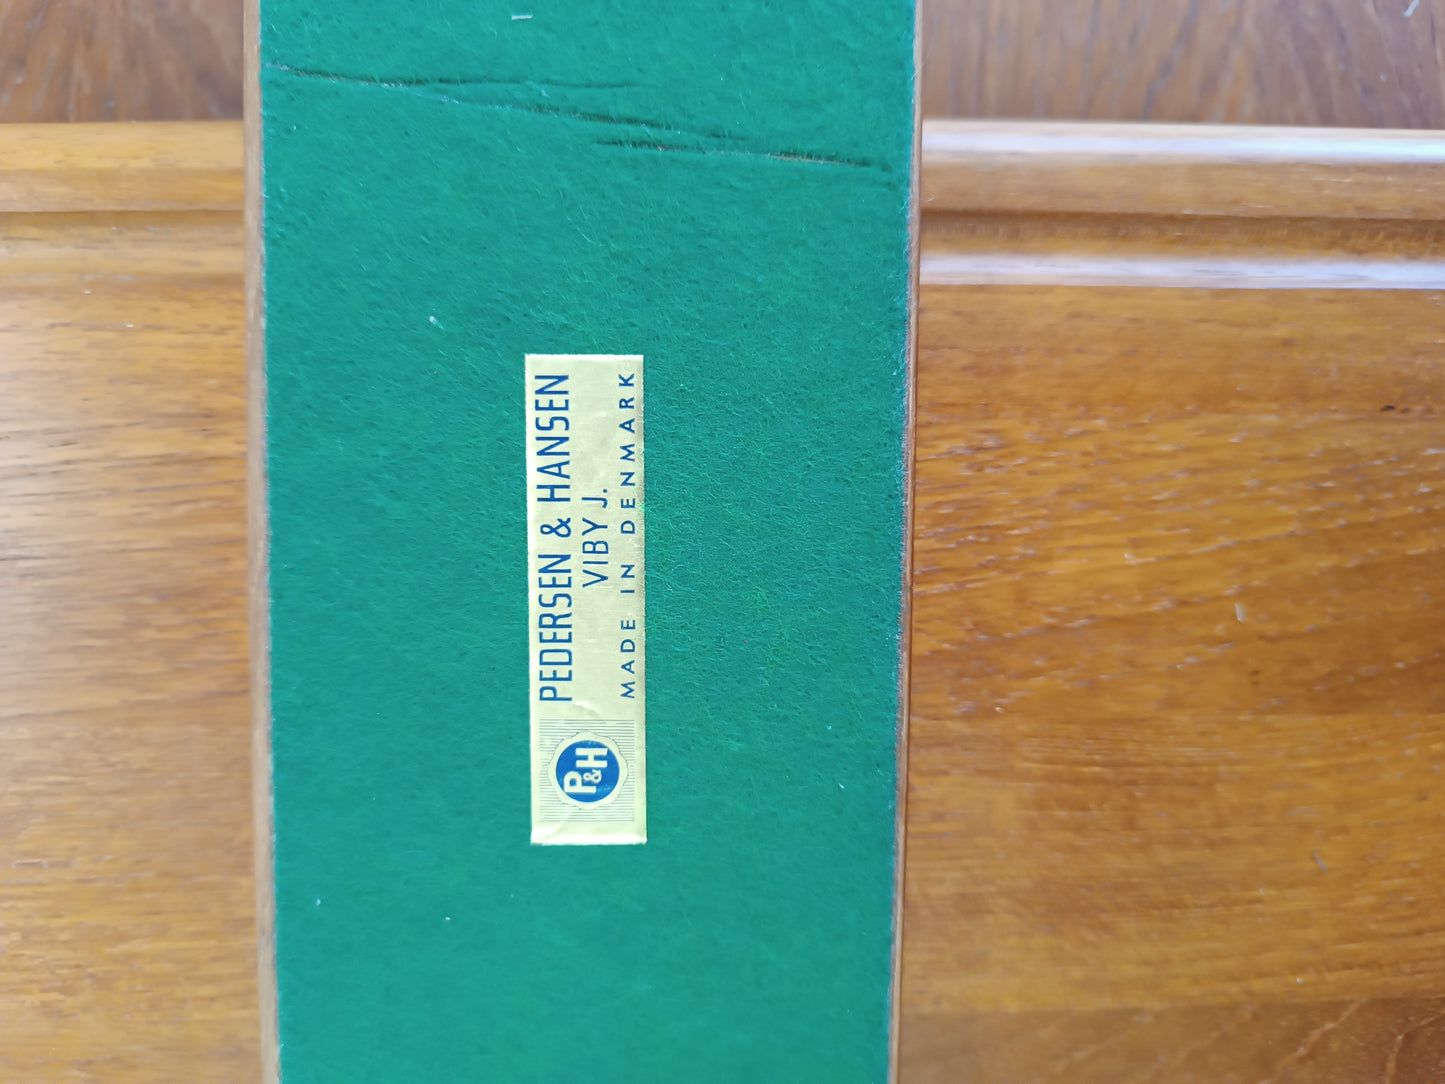 P&H
PEDERSEN & HANSEN
VIBY J.
MADE IN DENMARK